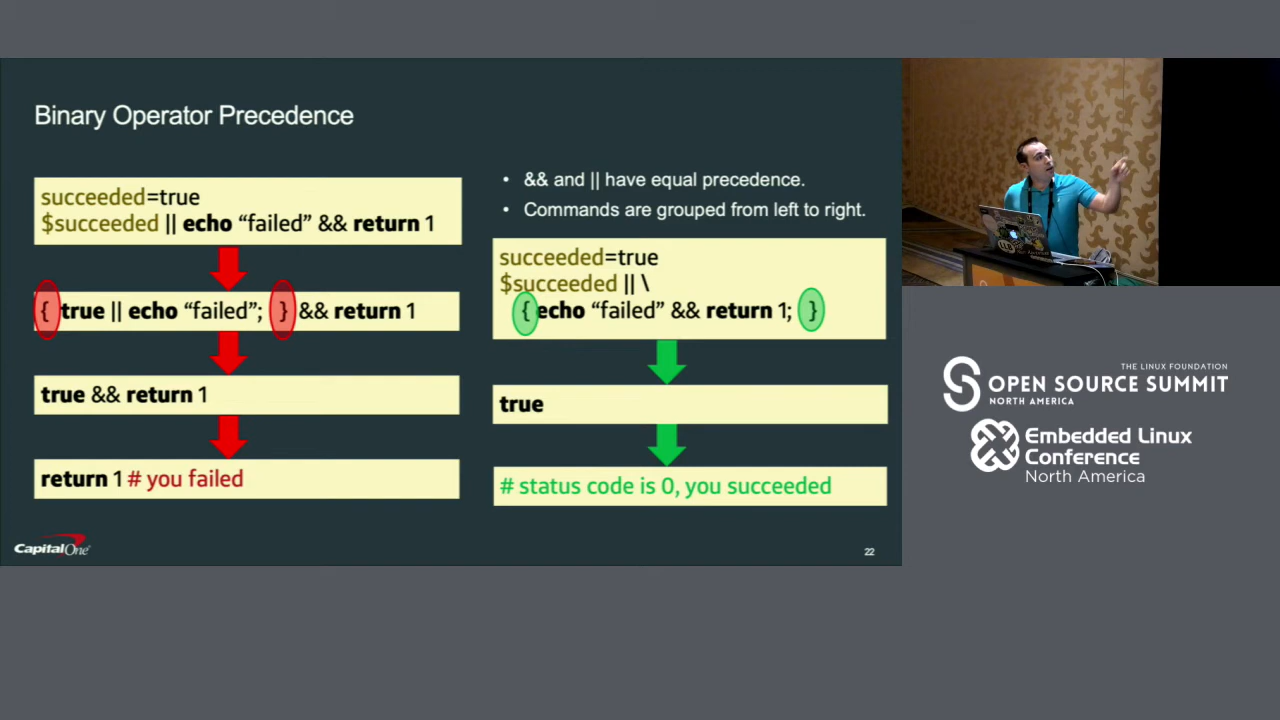 Binary Operator Precedence
succeeded=true
$succeeded || echo “failed” && return 1
{ true || echo “failed”; } && return 1
true && return 1
return 1 # you failed
• && and || have equal precedence.
• Commands are grouped from left to right.
succeeded=true
$succeeded || \
{ echo “failed” && return 1; }
true
# status code is 0, you succeeded
CapitalOne
22
THE LINUX FOUNDATION
OPEN SOURCE SUMMIT
NORTH AMERICA
Embedded Linux
Conference
North America